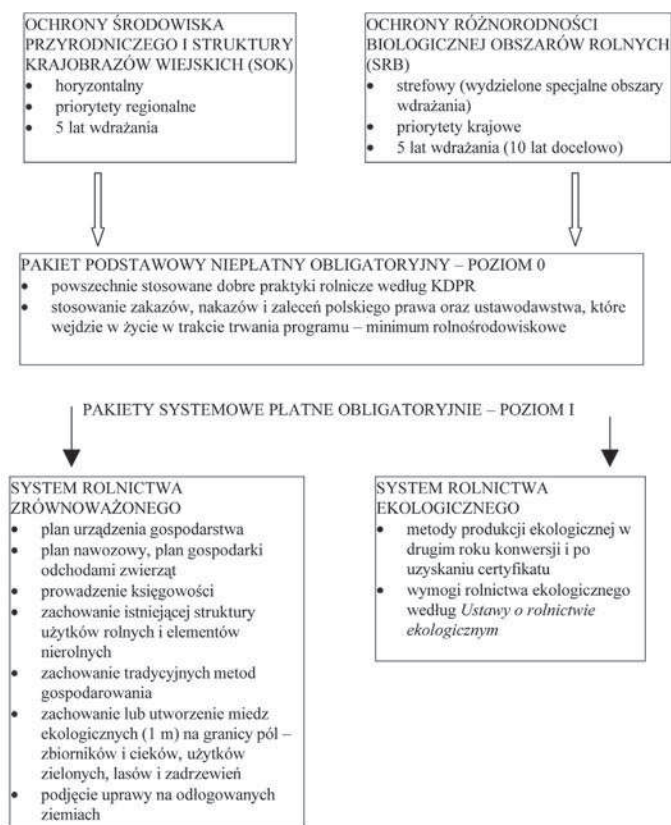 OCHRONY ŚRODOWISKA
PRZYRODNICZEGO I STRUKTURY
KRAJOBRAZÓW WIEJSKICH (SOK)
• horyzontalny
• priorytety regionalne
• 5 lat wdrażania
OCHRONY RÓŻNORODNOŚCI
BIOLOGICZNEJ OBSZARÓW ROLNYCH
(SRB)
• strefowy (wydzielone specjalne obszary
wdrażania)
• priorytety krajowe
• 5 lat wdrażania (10 lat docelowo)
PAKIET PODSTAWOWY NIEPŁATNY OBLIGATORYJNY – POZIOM 0
• powszechnie stosowane dobre praktyki rolnicze według KDPR
• stosowanie zakazów, nakazów i zaleceń polskiego prawa oraz ustawodawstwa, które
wejdzie w życie w trakcie trwania programu – minimum rolnośrodowiskowe
PAKIETY SYSTEMOWE PŁATNE OBLIGATORYJNIE – POZIOM I
SYSTEM ROLNICTWA
ZRÓWNOWAŻONEGO
• plan urządzenia gospodarstwa
• plan nawozowy, plan gospodarki
odchodami zwierząt
• prowadzenie księgowości
• zachowanie istniejącej struktury
użytków rolnych i elementów
nierolnych
• zachowanie tradycyjnych metod
gospodarowania
• zachowanie lub utworzenie miedz
ekologicznych (1 m) na granicy pól –
zbiorników i cieków, użytków
zielonych, lasów i zadrzewień
• podjęcie uprawy na odłogowanych
ziemiach
SYSTEM ROLNICTWA
EKOLOGICZNEGO
• metody produkcji ekologicznej w
drugim roku konwersji i po
uzyskaniu certyfikatu
• wymogi rolnictwa ekologicznego
według Ustawy o rolnictwie
ekologicznym